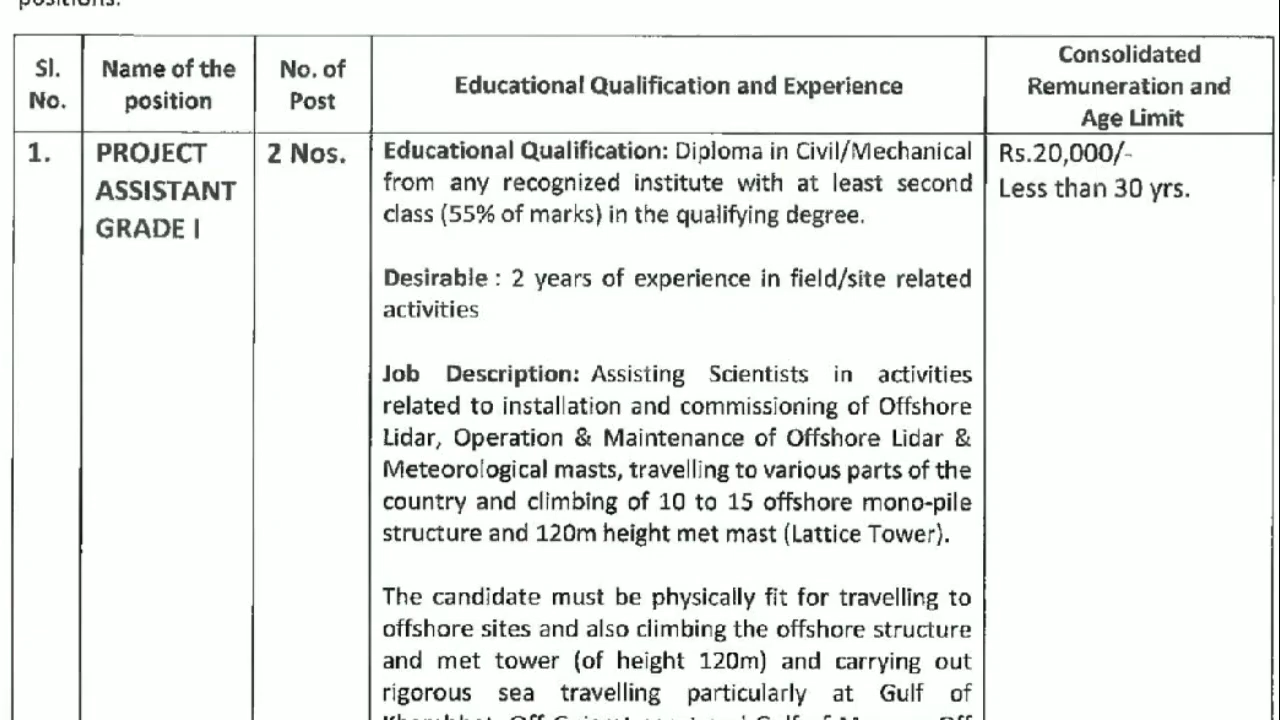 positions.
Sl. No.
Name of the position
No. of Post
Educational Qualification and Experience
Consolidated Remuneration and Age Limit
1.
PROJECT ASSISTANT GRADE I
2 Nos.
Educational Qualification: Diploma in Civil/Mechanical
from any recognized institute with at least second
class (55% of marks) in the qualifying degree.
Desirable : 2 years of experience in field/site related
activities
Job Description: Assisting Scientists in activities
related to installation and commissioning of Offshore
Lidar, Operation & Maintenance of Offshore Lidar &
Meteorological masts, travelling to various parts of the
country and climbing of 10 to 15 offshore mono-pile
structure and 120m height met mast (Lattice Tower).
The candidate must be physically fit for travelling to
offshore sites and also climbing the offshore structure
and met tower (of height 120m) and carrying out
rigorous sea travelling particularly at Gulf of
Rs.20,000/-
Less than 30 yrs.